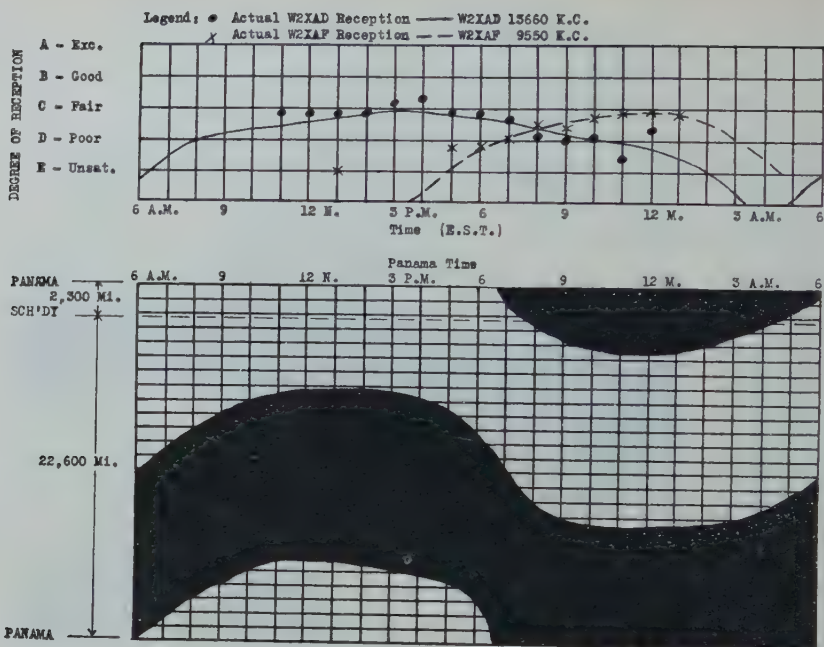 Legend: ● Actual W2XAD Reception —— W2XAD 15660 K.C.
x Actual W2XAF Reception — — W2XAF 9550 K.C.
DEGREE OF RECEPTION
A - Exc.
B - Good
C - Fair
D - Poor
E - Unsat.
6 A.M. 9 12 N. 3 P.M. 6 9 12 M. 3 A.M. 6
Time (E.S.T.)
Panama Time
6 A.M. 9 12 N. 3 P.M. 6 9 12 M. 3 A.M. 6
PANAMA
2,300 Mi.
SCH'DY
22,600 Mi.
PANAMA